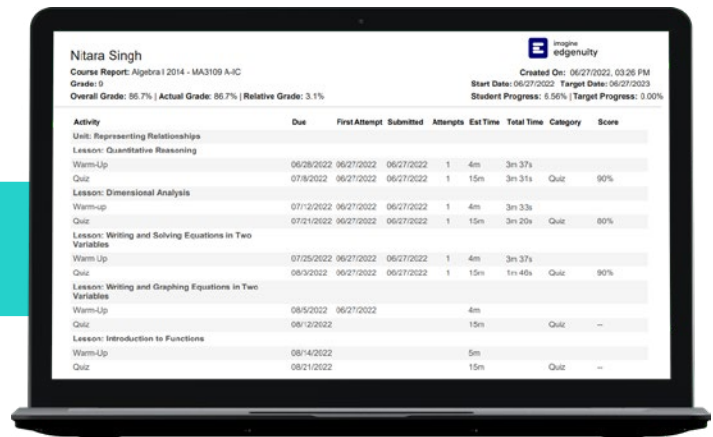 Nitara Singh
imagine
edgenuity
Course Report: Algebra I 2014 - MA3109 A-IC
Created On: 06/27/2022, 03:26 PM
Grade: 9
Start Date: 06/27/2022 Target Date: 06/27/2023
Overall Grade: 86.7% | Actual Grade: 86.7% | Relative Grade: 3.1%
Student Progress: 6.56% | Target Progress: 0.00%
Activity Due First Attempt Submitted Attempts Est Time Total Time Category Score
Unit: Representing Relationships
Lesson: Quantitative Reasoning
Warm-Up 06/28/2022 06/27/2022 06/27/2022 1 4m 3m 37s
Quiz 07/8/2022 06/27/2022 06/27/2022 1 15m 3m 31s Quiz 90%
Lesson: Dimensional Analysis
Warm-up 07/12/2022 06/27/2022 06/27/2022 1 4m 3m 33s
Quiz 07/21/2022 06/27/2022 06/27/2022 1 15m 3m 20s Quiz 80%
Lesson: Writing and Solving Equations in Two
Variables
Warm Up 07/25/2022 06/27/2022 06/27/2022 1 4m 3m 37s
Quiz 08/3/2022 06/27/2022 06/27/2022 1 15m 1m 46s Quiz 90%
Lesson: Writing and Graphing Equations in Two
Variables
Warm-Up 08/5/2022 06/27/2022 4m
Quiz 08/12/2022 15m Quiz --
Lesson: Introduction to Functions
Warm-Up 08/14/2022 5m
Quiz 08/21/2022 15m Quiz --